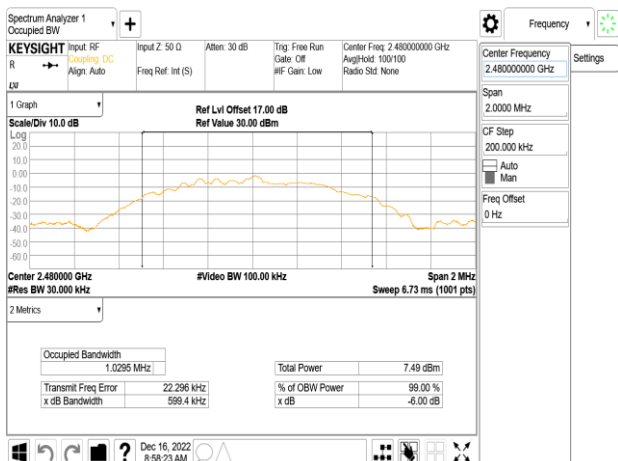 Spectrum Analyzer 1
Occupied BW
+
Frequency
KEYSIGHT
R
LXI
Input: RF
Coupling: DC
Align: Auto
Input Z: 50 Ω
Freq Ref: Int (S)
Atten: 30 dB
Trig: Free Run
Gate: Off
#IF Gain: Low
Center Freq: 2.480000000 GHz
Avg|Hold: 100/100
Radio Std: None
Center Frequency
2.480000000 GHz
Settings
Span
2.0000 MHz
CF Step
200.000 kHz
Auto
Man
Freq Offset
0 Hz
1 Graph
Scale/Div 10.0 dB
Ref Lvl Offset 17.00 dB
Ref Value 30.00 dBm
Log
20.0
10.0
0.00
-10.0
-20.0
-30.0
-40.0
-50.0
-60.0
Center 2.480000 GHz
#Video BW 100.00 kHz
Span 2 MHz
#Res BW 30.000 kHz
Sweep 6.73 ms (1001 pts)
2 Metrics
Occupied Bandwidth
1.0295 MHz
Total Power 7.49 dBm
Transmit Freq Error 22.296 kHz
% of OBW Power 99.00 %
x dB Bandwidth 599.4 kHz
x dB -6.00 dB
?
Dec 16, 2022
8:58:23 AM